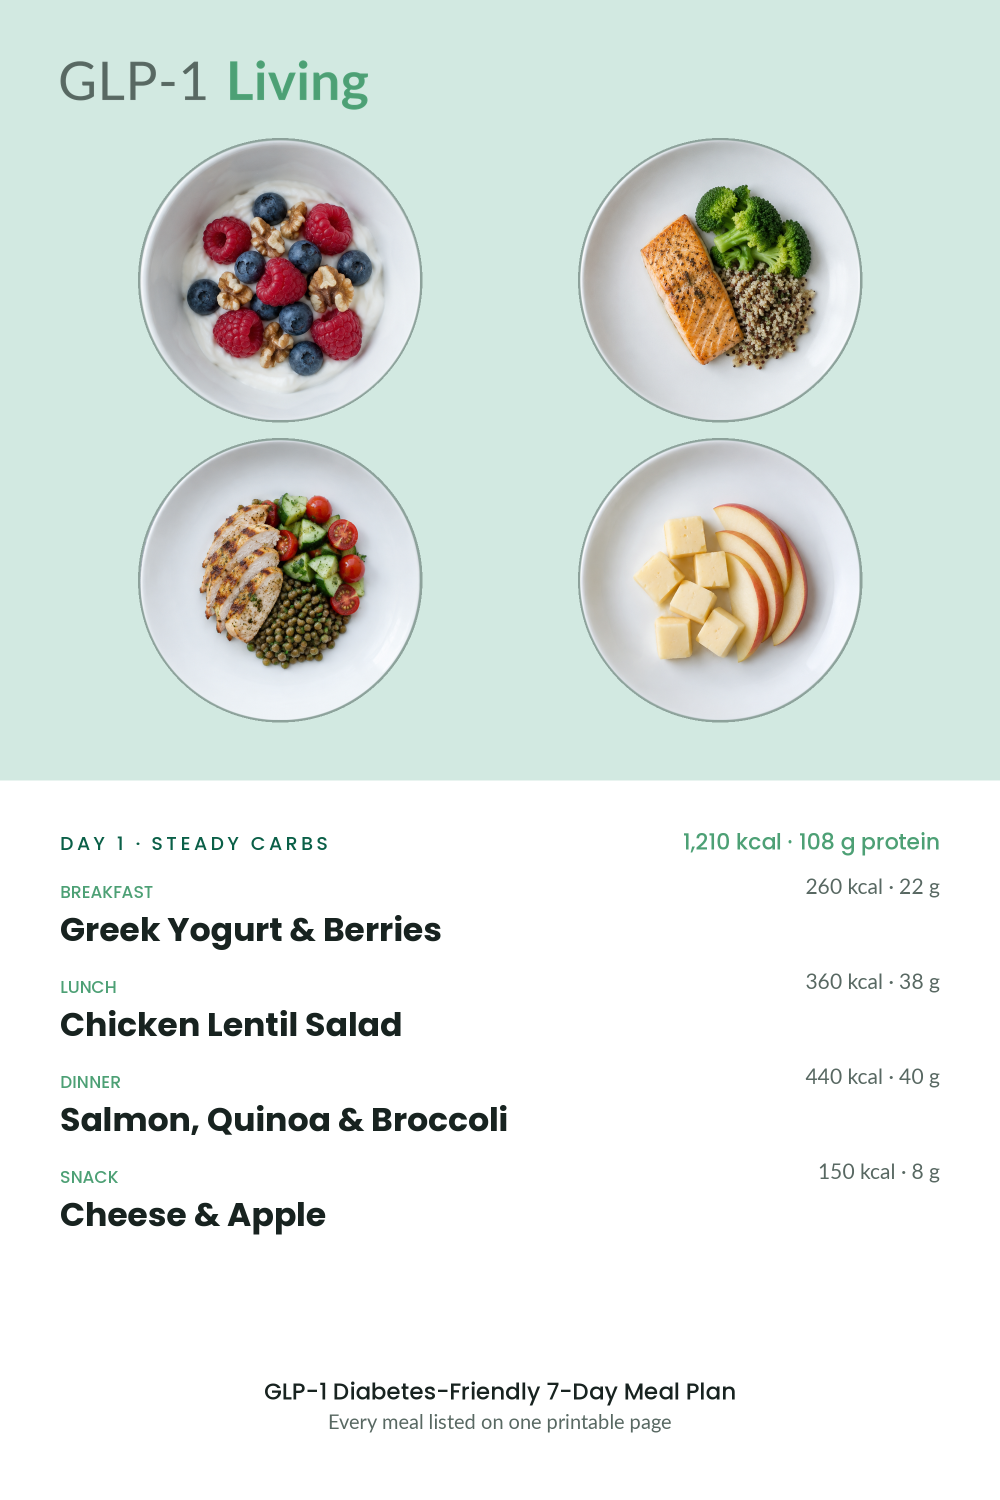 GLP-1 Living
DAY 1 · STEADY CARBS
1,210 kcal · 108 g protein
BREAKFAST
260 kcal · 22 g
Greek Yogurt & Berries
LUNCH
360 kcal · 38 g
Chicken Lentil Salad
DINNER
440 kcal · 40 g
Salmon, Quinoa & Broccoli
SNACK
150 kcal · 8 g
Cheese & Apple
GLP-1 Diabetes-Friendly 7-Day Meal Plan
Every meal listed on one printable page